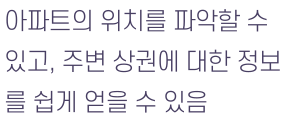 아파트의 위치를 파악할 수
있고, 주변 상권에 대한 정보
를 쉽게 얻을 수 있음